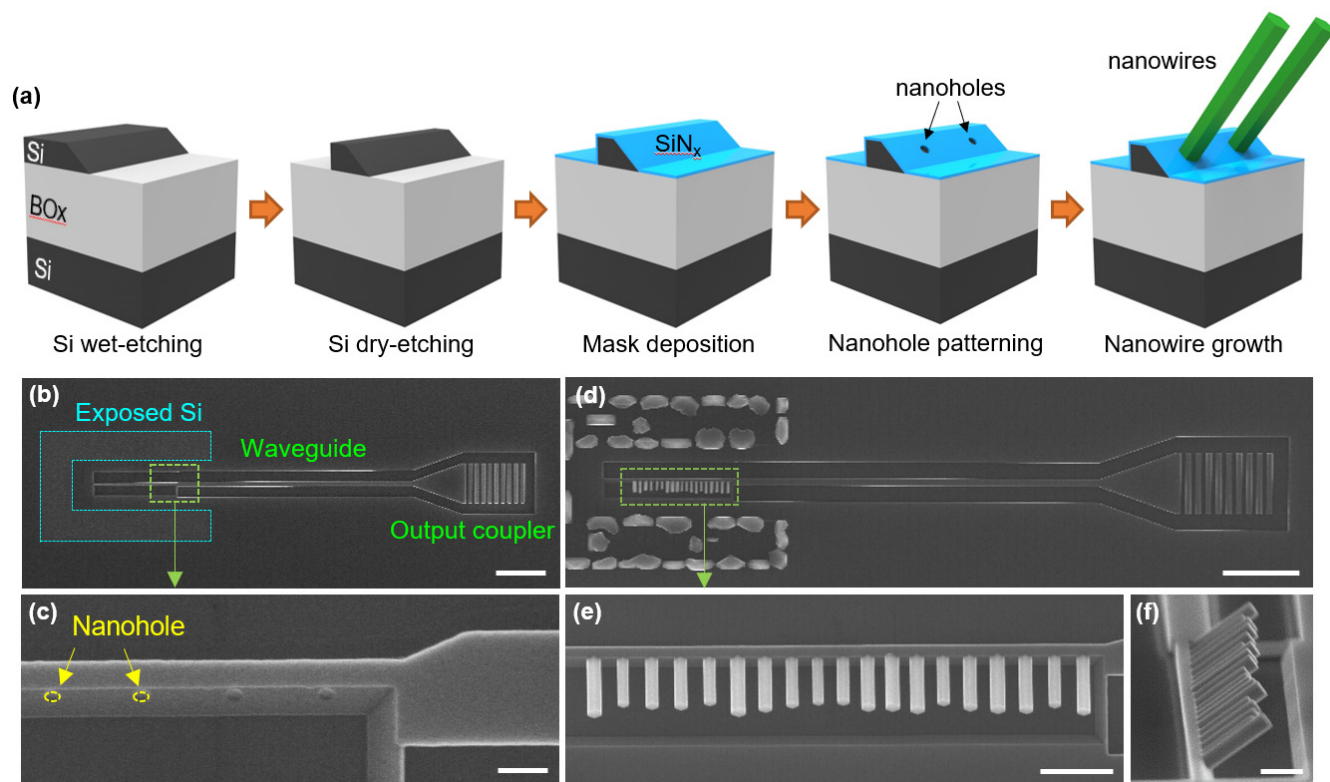 (a)
Si
BOx
Si
Si wet-etching
Si dry-etching
SiNx
Mask deposition
nanoholes
Nanohole patterning
nanowires
Nanowire growth
(b)
Exposed Si
Waveguide
Output coupler
(d)
(c)
Nanohole
(e)
(f)